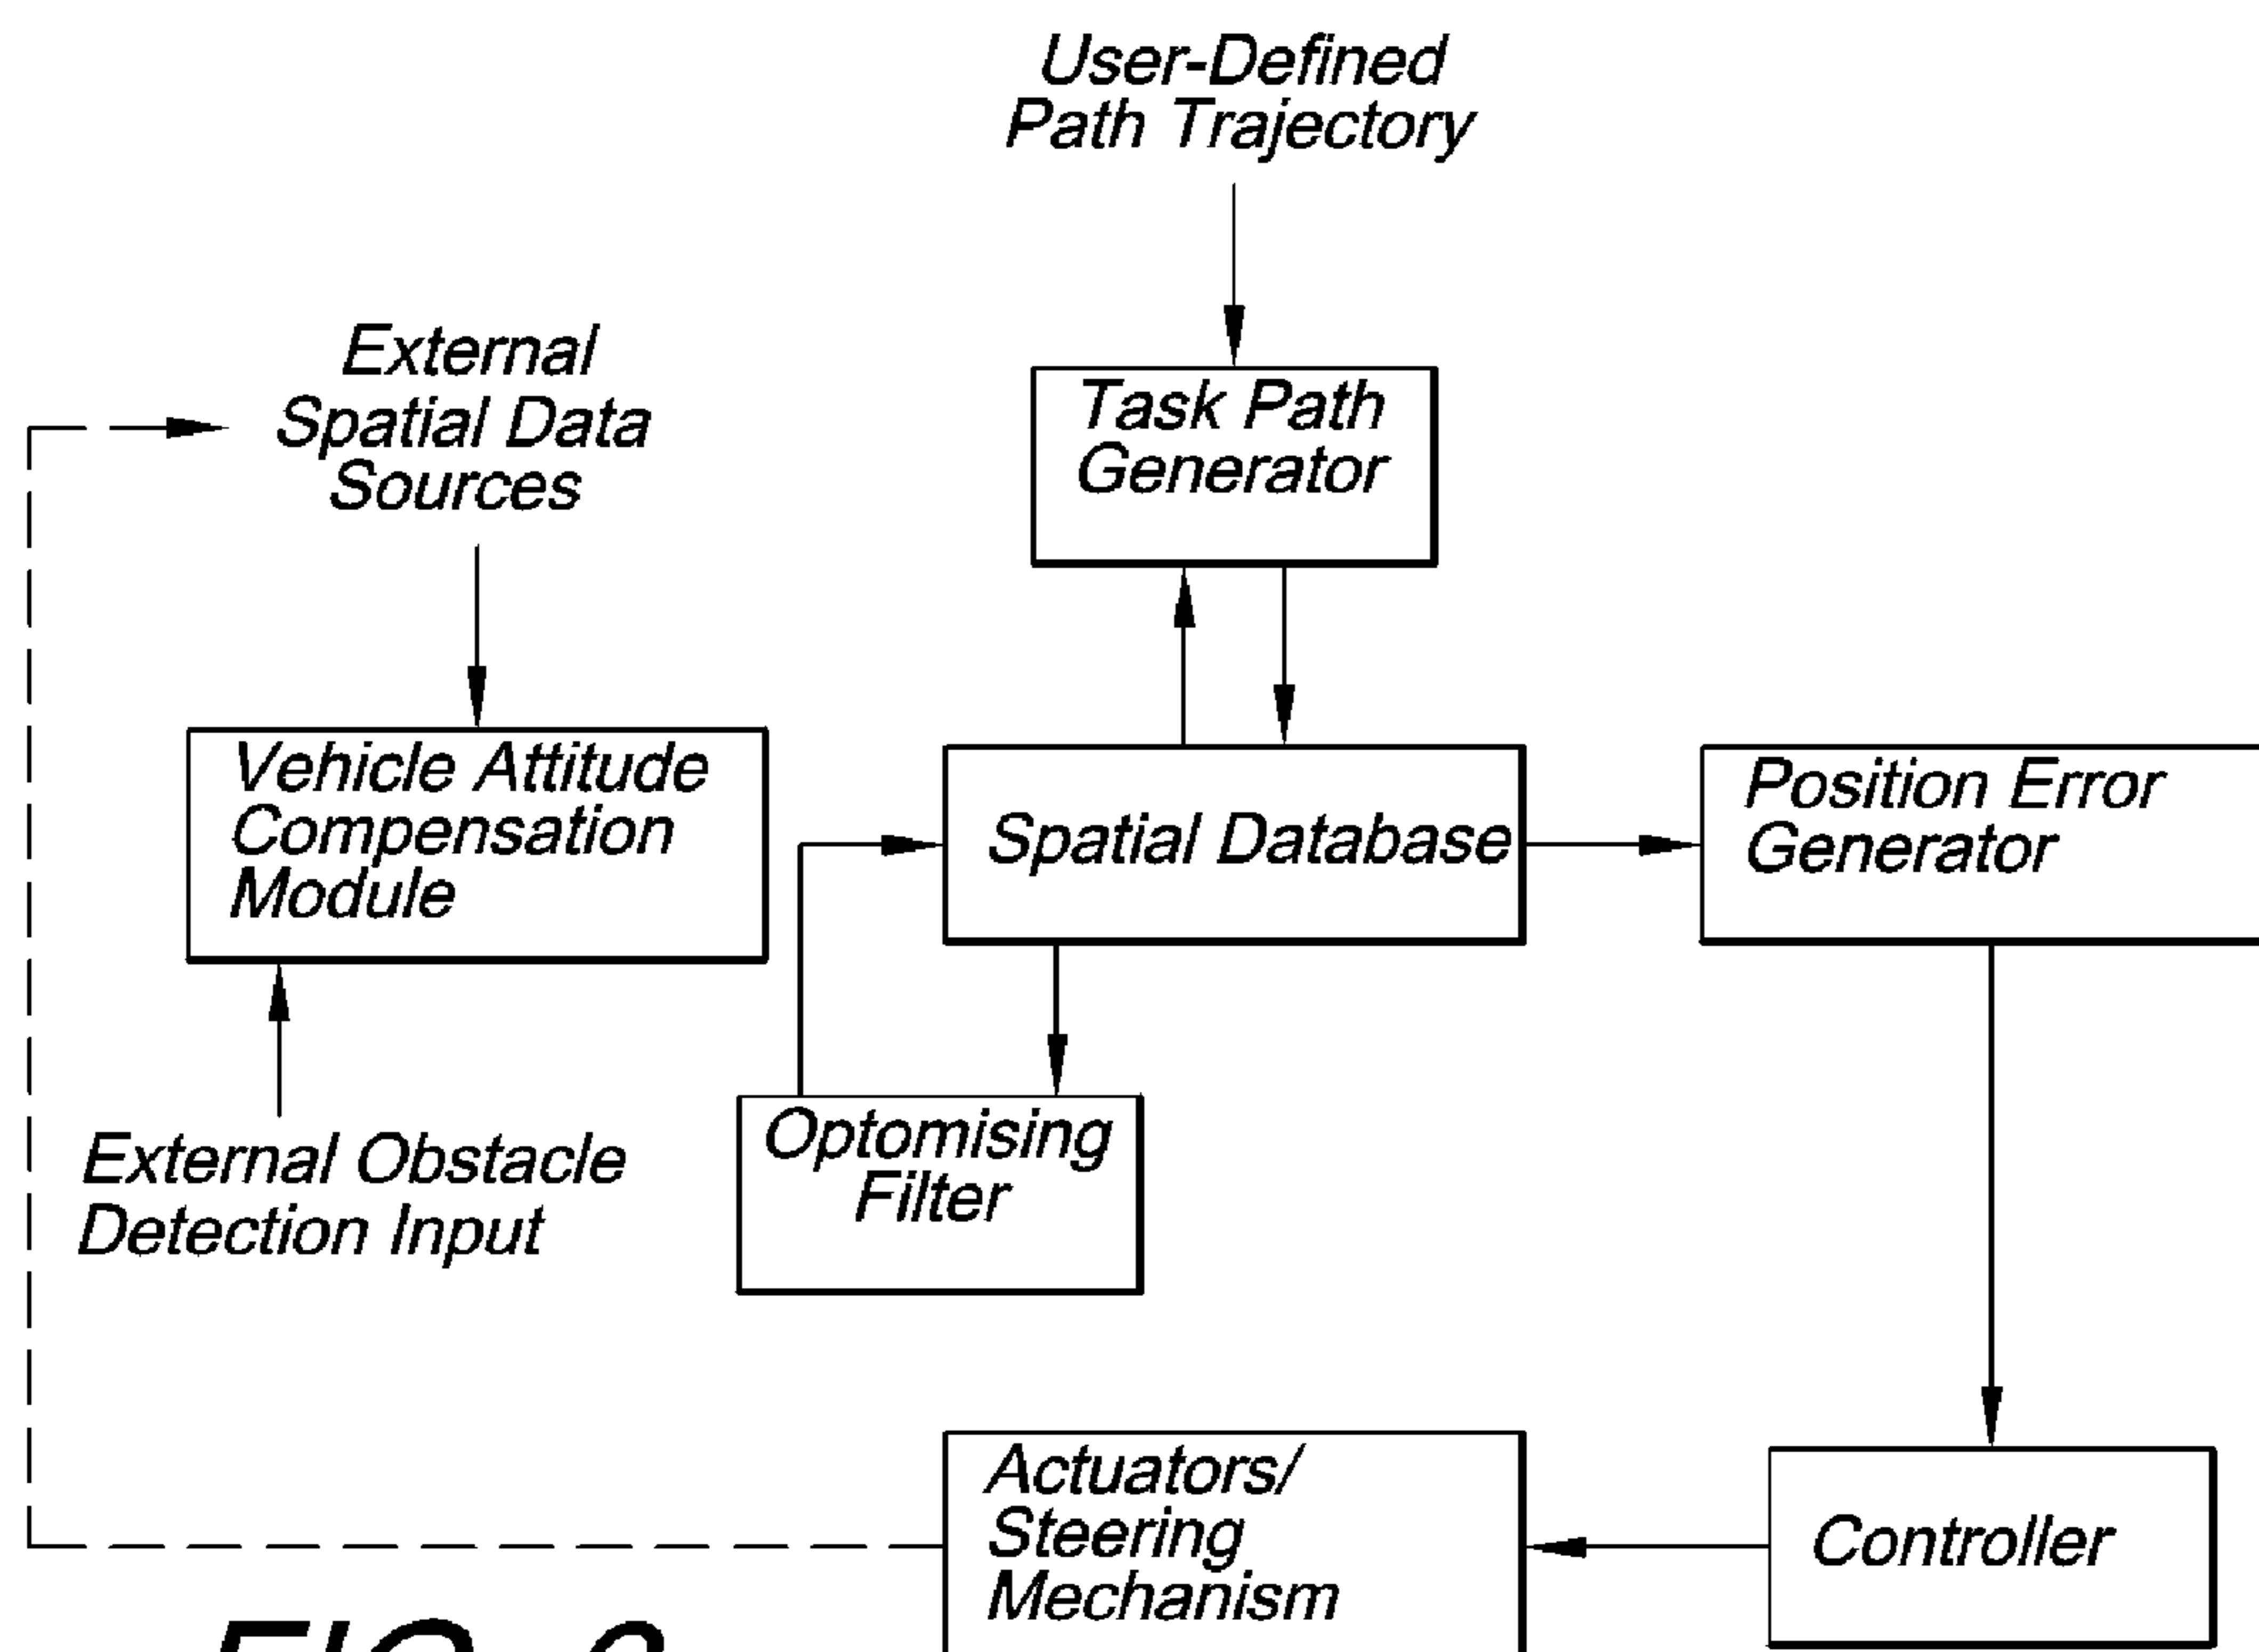 User-Defined
Path Trajectory
External
Spatial Data
Sources
Task Path
Generator
Vehicle Attitude
Compensation
Module
Spatial Database
Position Error
Generator
External Obstacle
Detection Input
Optomising
Filter
Actuators/
Steering
Mechanism
Controller